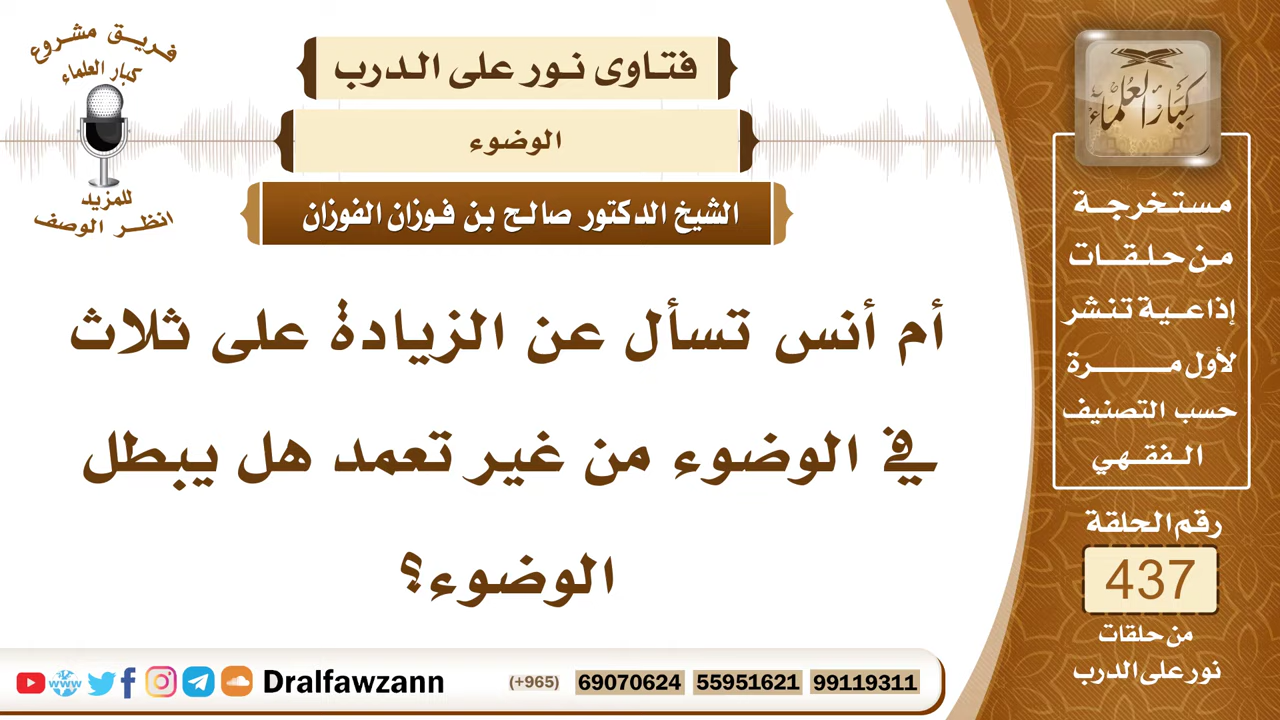 فريق مشروع
كبار العلماء
للمزيد
انظر الوصف
فتاوى نور على الدرب
الوضوء
الشيخ الدكتور صالح بن فوزان الفوزان
أم أنس تسأل عن الزيادة على ثلاث
في الوضوء من غير تعمد هل يبطل
الوضوء؟
كبار العلماء
مستخرجة
من حلقات
إذاعية تنشر
لأول مرة
حسب التصنيف
الفقهي
رقم الحلقة
437
من حلقات
نور على الدرب
www
Dralfawzann
(+965) 69070624 55951621 99119311